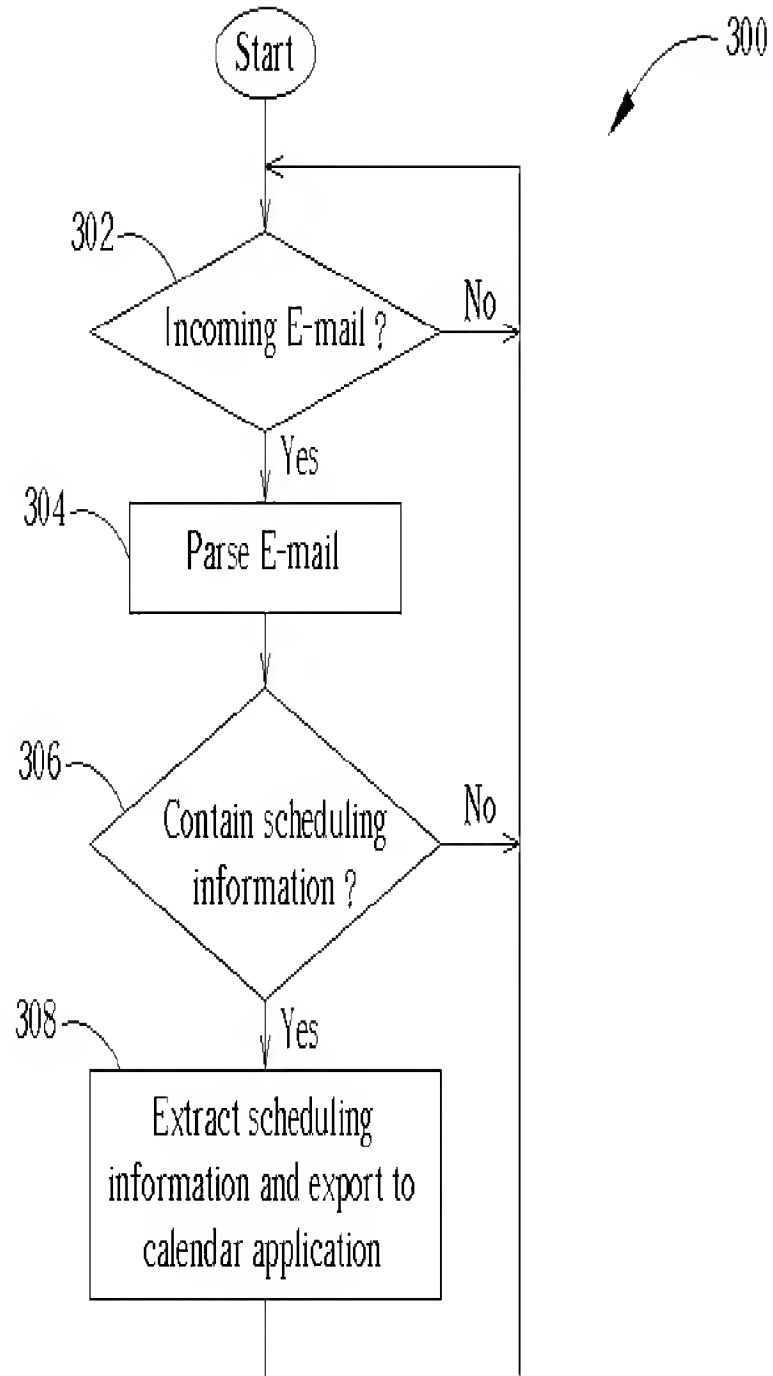 Start
300
302
Incoming E-mail ?
No
Yes
304
Parse E-mail
306
Contain scheduling
information ?
No
308
Yes
Extract scheduling
information and export to
calendar application